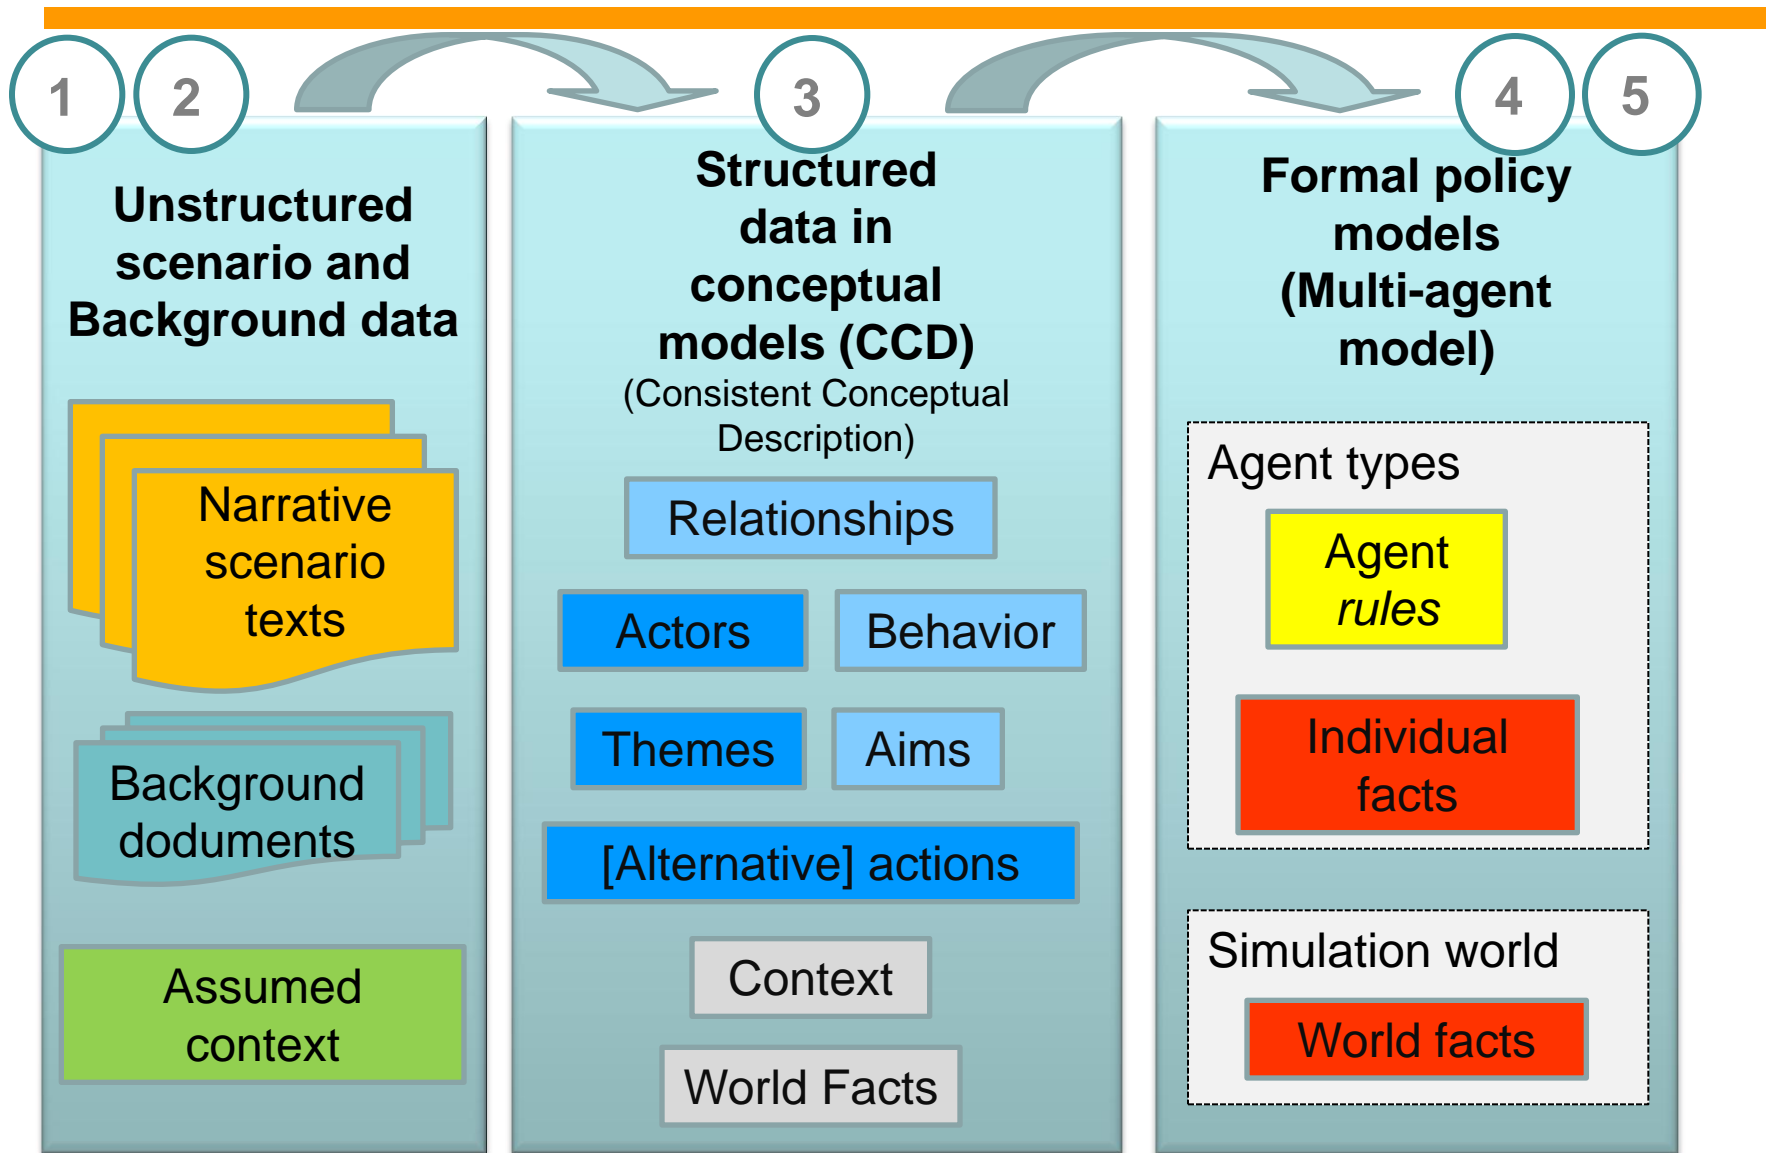 1
2
3
4
5
Unstructured
scenario and
Background data
Narrative
scenario
texts
Background
doduments
Assumed
context
Structured
data in
conceptual
models (CCD)
(Consistent Conceptual
Description)
Relationships
Actors
Behavior
Themes
Aims
[Alternative] actions
Context
World Facts
Formal policy
models
(Multi-agent
model)
Agent types
Agent
rules
Individual
facts
Simulation world
World facts